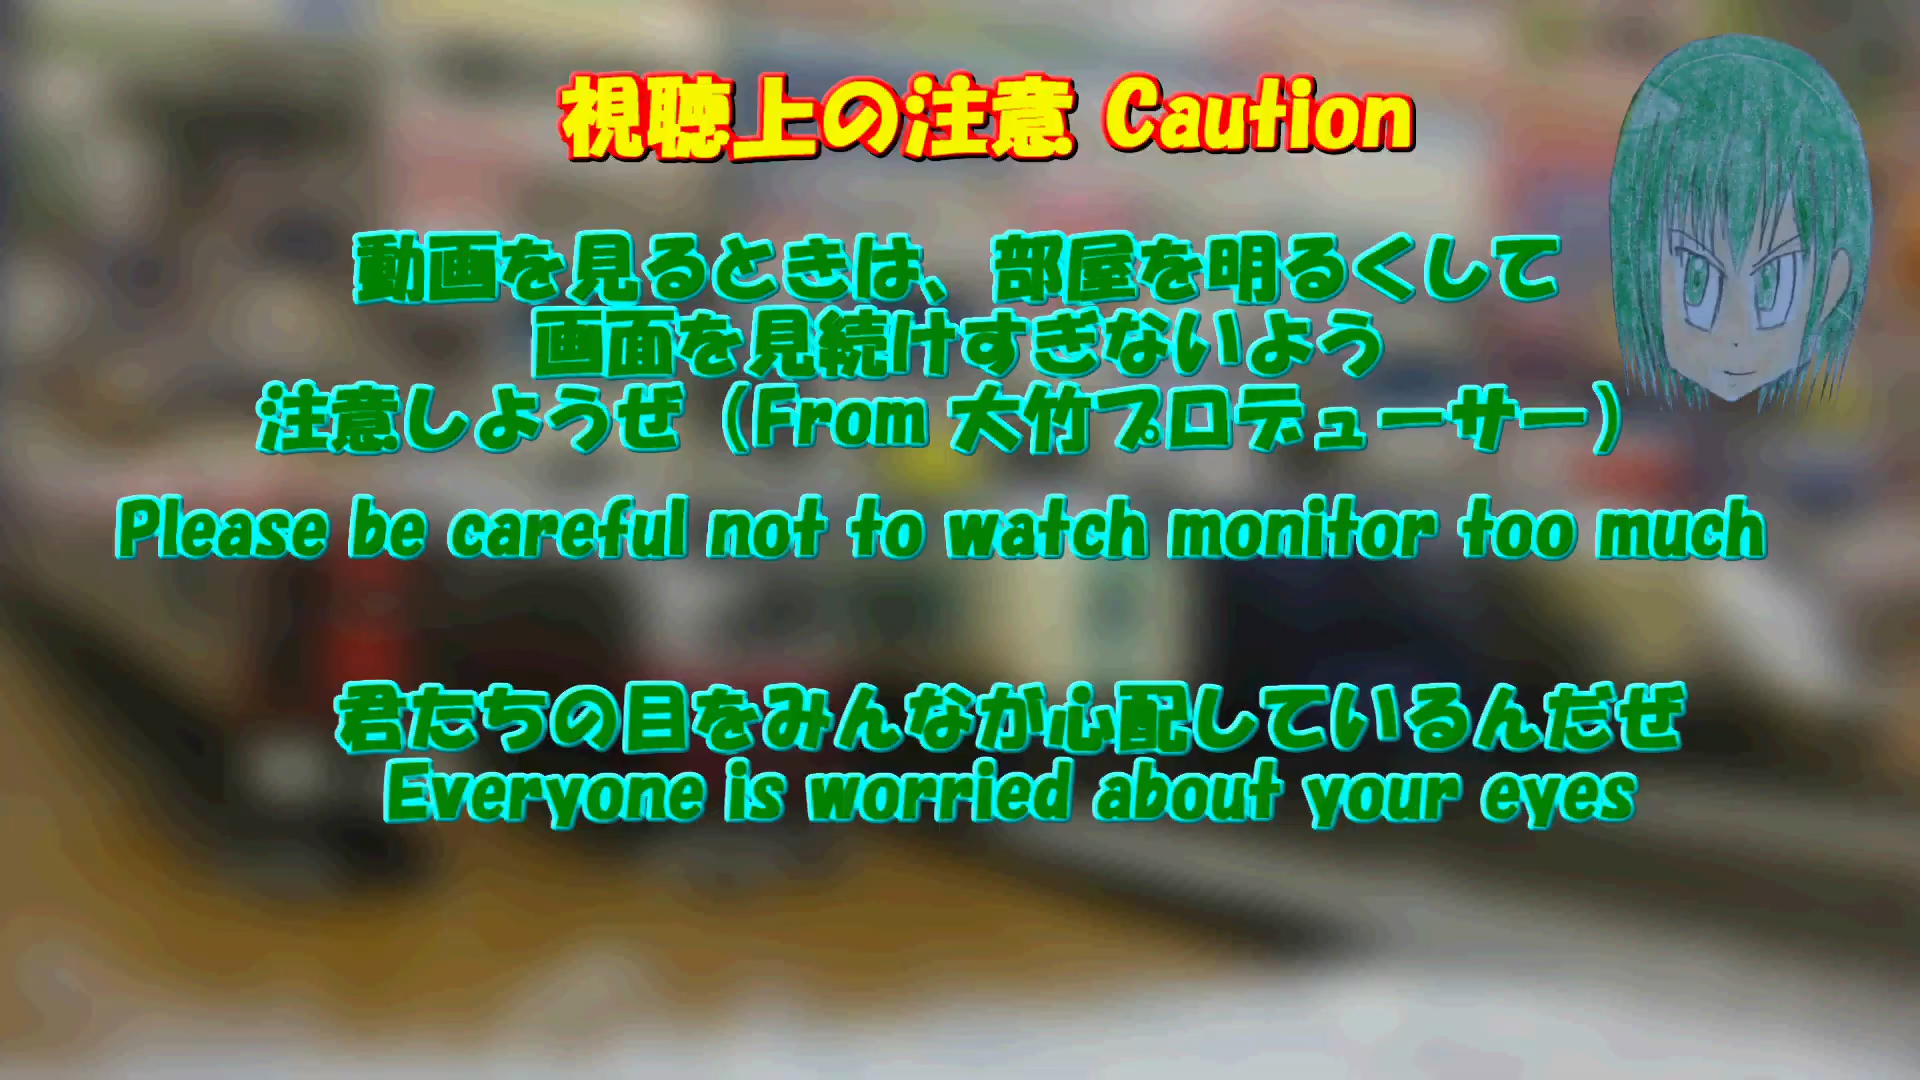 視聴上の注意 Caution
動画を見るときは、部屋を明るくして
画面を見続けすぎないよう
注意しようぜ（From 大竹プロデューサー）
Please be careful not to watch monitor too much
君たちの目をみんなが心配しているんだぜ
Everyone is worried about your eyes